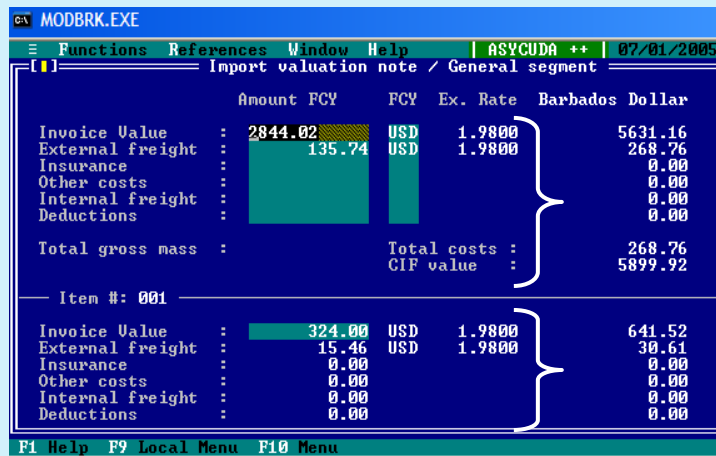 MODBRK.EXE
≡ Functions References Window Help | ASYCUDA ++ | 07/01/2005
[ ] Import valuation note / General segment
Amount FCY FCY Ex. Rate Barbados Dollar
Invoice Value : 2844.02 USD 1.9800 5631.16
External freight : 135.74 USD 1.9800 268.76
Insurance : 0.00
Other costs : 0.00
Internal freight : 0.00
Deductions : 0.00
Total gross mass : Total costs : 268.76
CIF value : 5899.92
Item #: 001
Invoice Value : 324.00 USD 1.9800 641.52
External freight : 15.46 USD 1.9800 30.61
Insurance : 0.00 0.00
Other costs : 0.00 0.00
Internal freight : 0.00 0.00
Deductions : 0.00 0.00
F1 Help F9 Local Menu F10 Menu